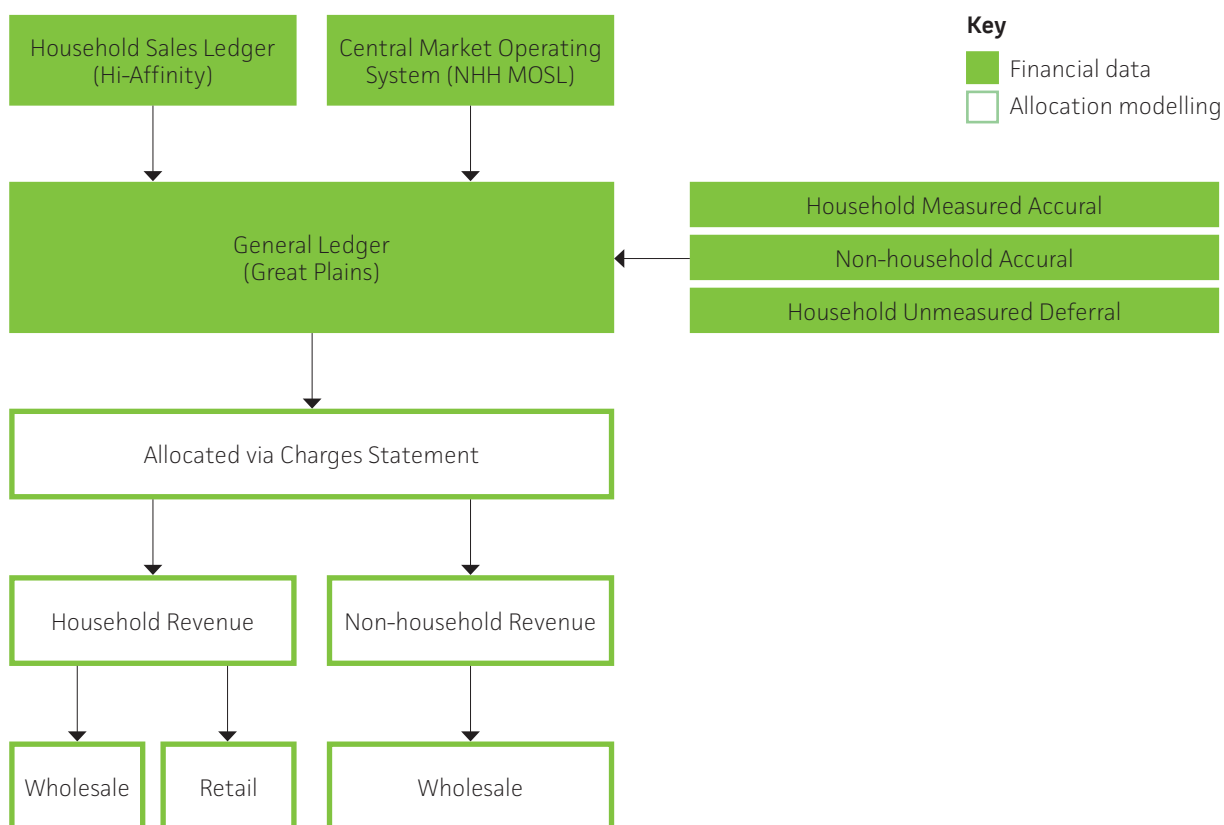 Household Sales Ledger
(Hi-Affinity)
Central Market Operating
System (NHH MOSL)
Key
Financial data
Allocation modelling
General Ledger
(Great Plains)
Household Measured Accural
Non-household Accural
Household Unmeasured Deferral
Allocated via Charges Statement
Household Revenue
Non-household Revenue
Wholesale
Retail
Wholesale